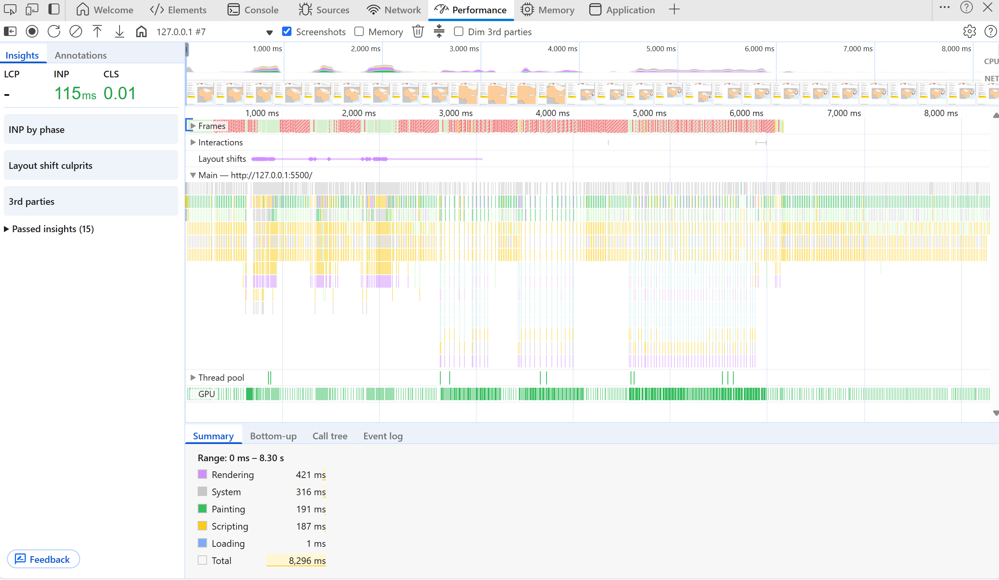 Welcome Elements Console Sources Network Performance Memory Application
127.0.0.1 #7 Screenshots Memory Dim 3rd parties
Insights Annotations
LCP INP CLS
- 115ms 0.01
INP by phase
Layout shift culprits
3rd parties
Passed insights (15)
Feedback
1,000 ms 2,000 ms 3,000 ms 4,000 ms 5,000 ms 6,000 ms 7,000 ms 8,000 ms
CPU
NET
1,000 ms 2,000 ms 3,000 ms 4,000 ms 5,000 ms 6,000 ms 7,000 ms 8,000 ms
Frames
Interactions
Layout shifts
Main — http://127.0.0.1:5500/
Thread pool
GPU
Summary Bottom-up Call tree Event log
Range: 0 ms – 8.30 s
Rendering 421 ms
System 316 ms
Painting 191 ms
Scripting 187 ms
Loading 1 ms
Total 8,296 ms